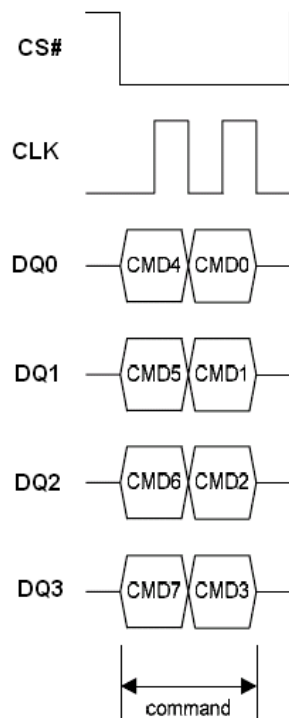 CS#
CLK
DQ0 CMD4 CMD0
DQ1 CMD5 CMD1
DQ2 CMD6 CMD2
DQ3 CMD7 CMD3
command